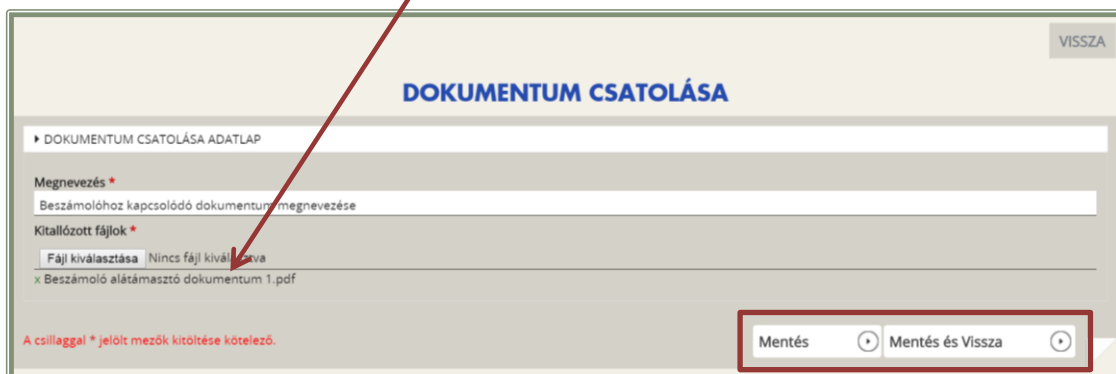 VISSZA
DOKUMENTUM CSATOLÁSA
DOKUMENTUM CSATOLÁSA ADATLAP
Megnevezés *
Beszámolóhoz kapcsolódó dokumentum megnevezése
Kitallózott fájlok *
Fájl kiválasztása Nincs fájl kiválasztva
x Beszámoló alátámasztó dokumentum 1.pdf
A csillaggal * jelölt mezők kitöltése kötelező.
Mentés Mentés és Vissza